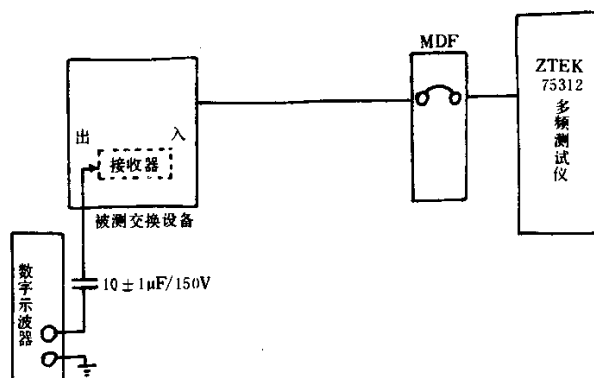 MDF
ZTEK
75312
多频测试仪
出
入
接收器
被测交换设备
10±1μF/150V
数字示波器